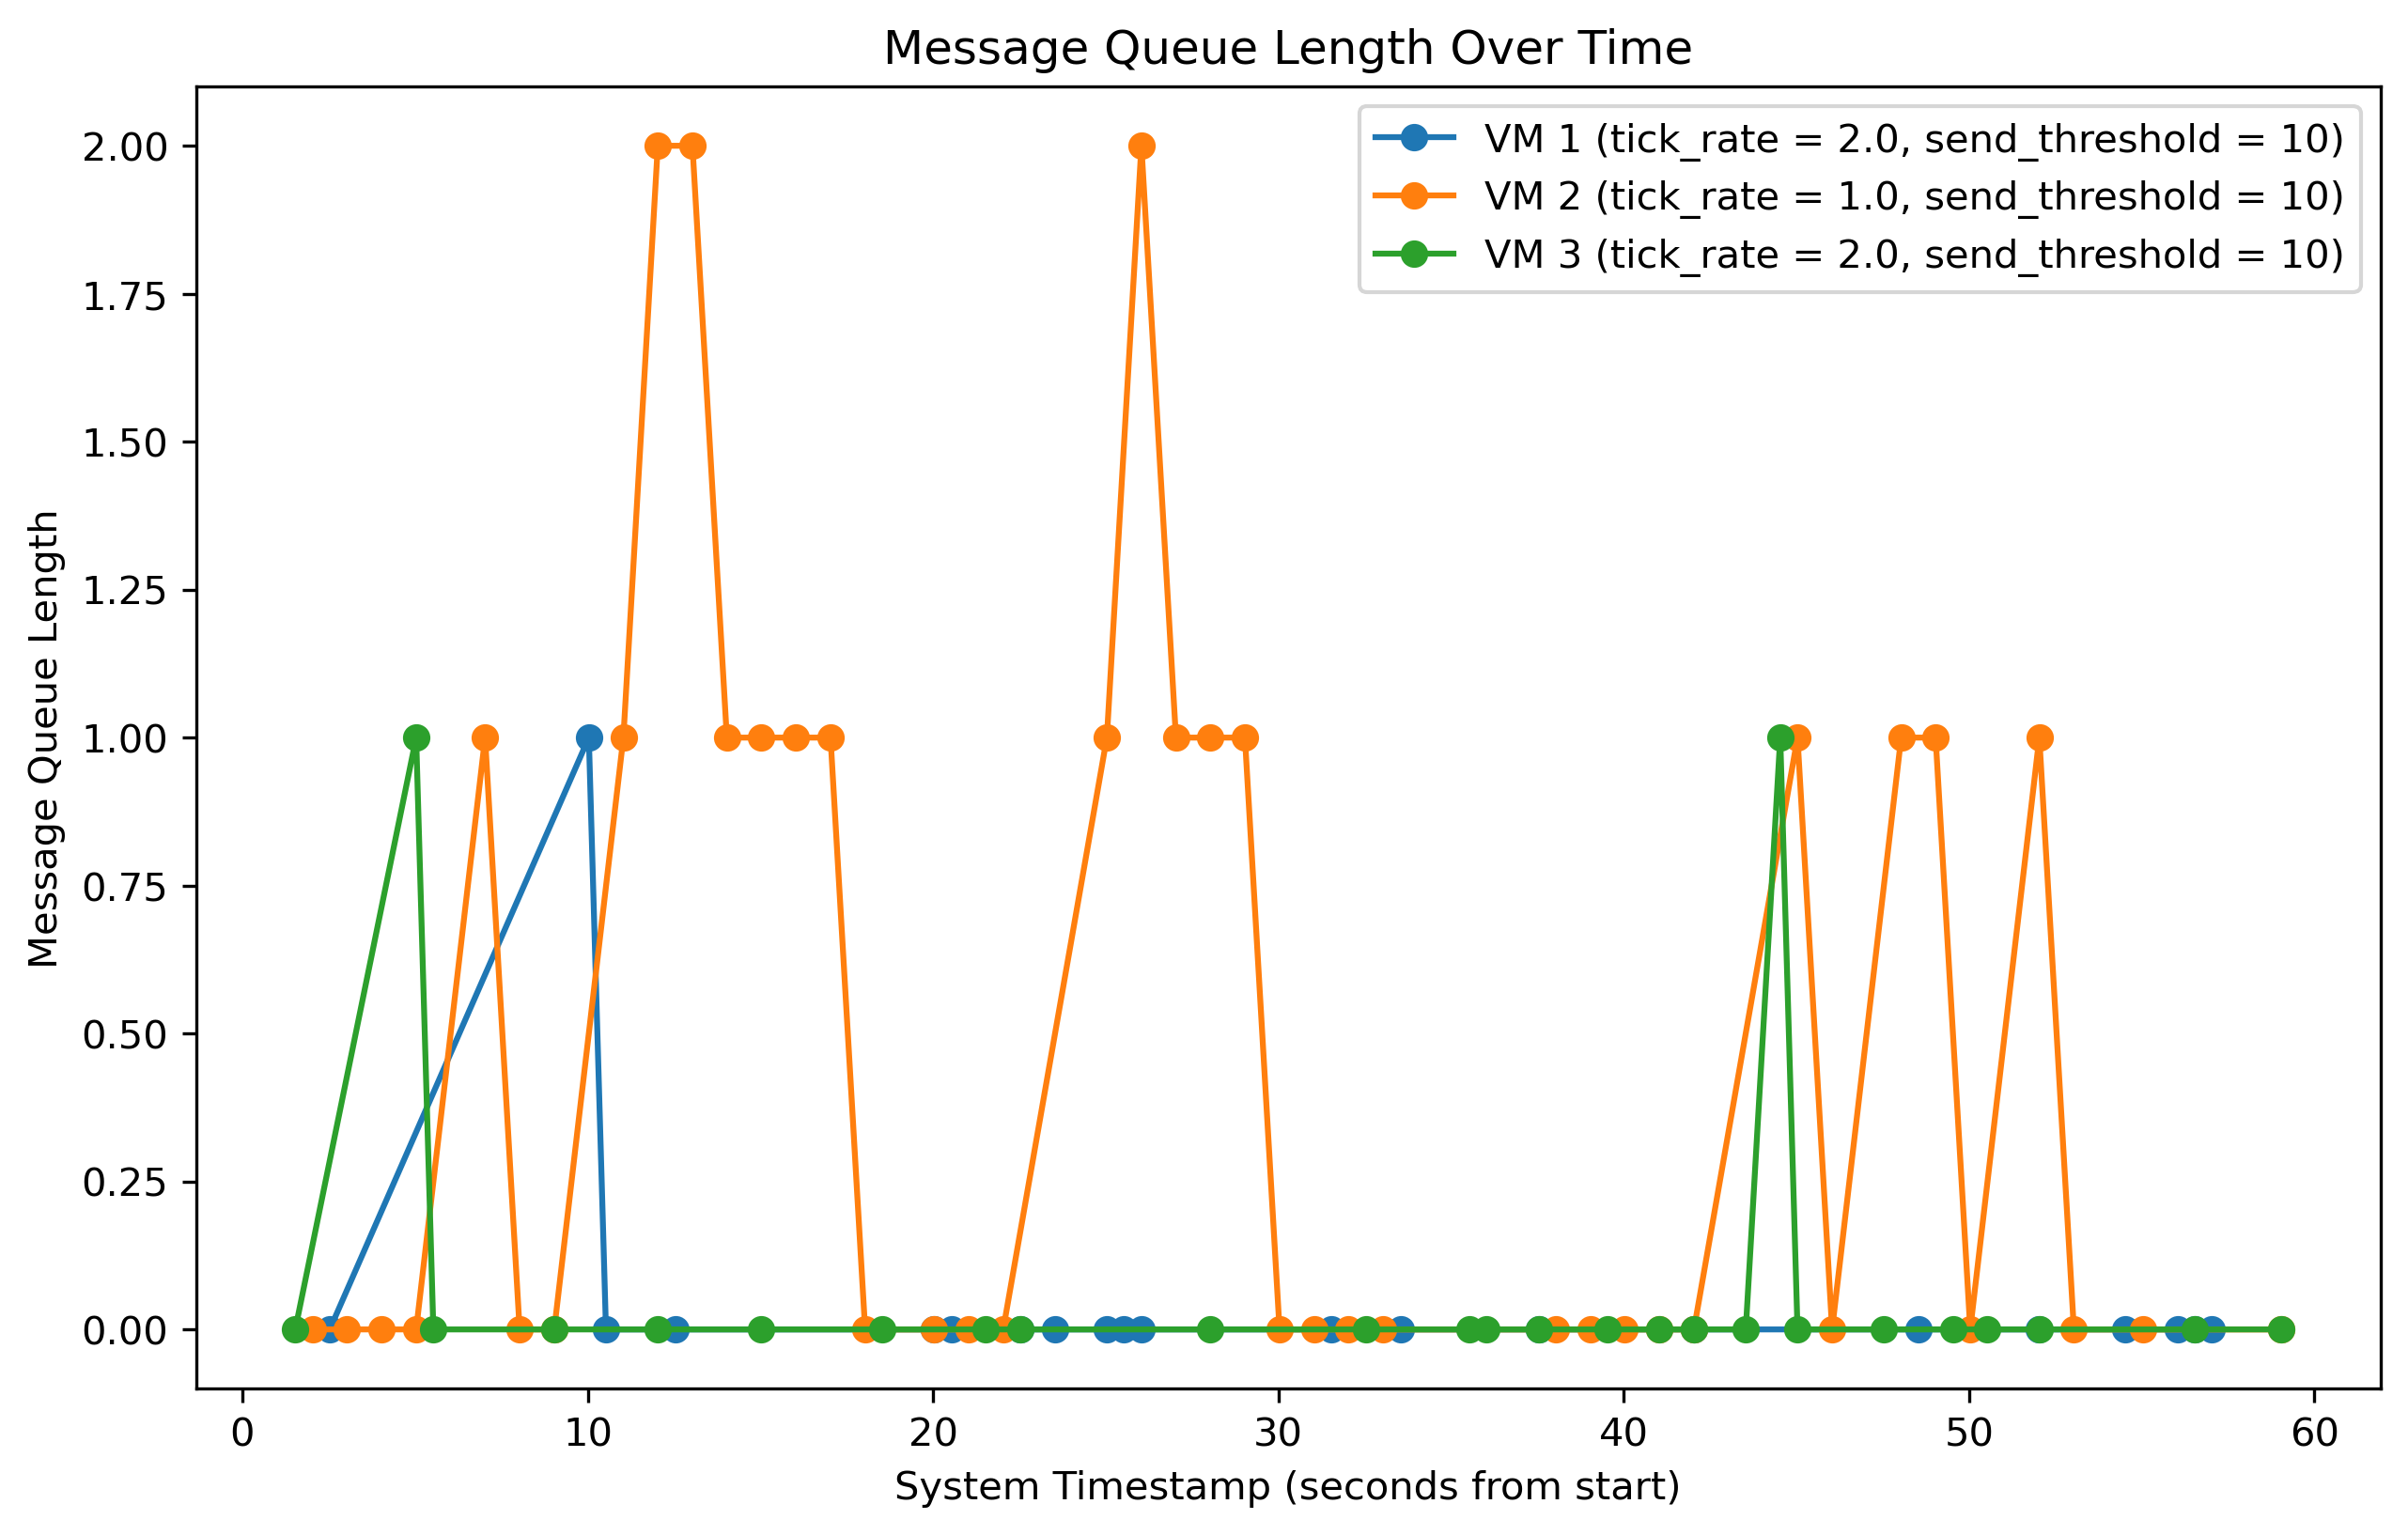 Message Queue Length Over Time
VM 1 (tick_rate = 2.0, send_threshold = 10)
VM 2 (tick_rate = 1.0, send_threshold = 10)
VM 3 (tick_rate = 2.0, send_threshold = 10)
Message Queue Length
2.00
1.75
1.50
1.25
1.00
0.75
0.50
0.25
0.00
0 10 20 30 40 50 60
System Timestamp (seconds from start)